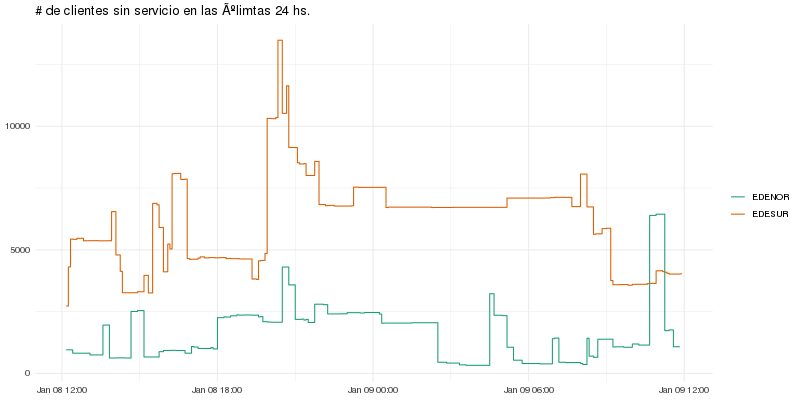 # de clientes sin servicio en las Ãºlimtas 24 hs.
10000
5000
0
Jan 08 12:00
Jan 08 18:00
Jan 09 00:00
Jan 09 06:00
Jan 09 12:00
EDENOR
EDESUR